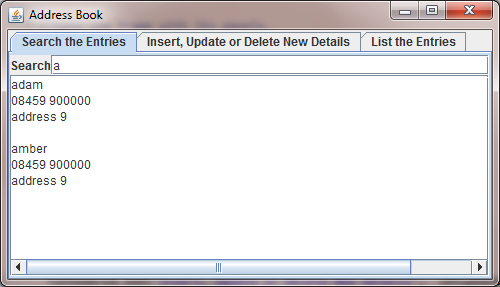 Address Book
Search the Entries
Insert, Update or Delete New Details
List the Entries
Search a
adam
08459 900000
address 9
amber
08459 900000
address 9